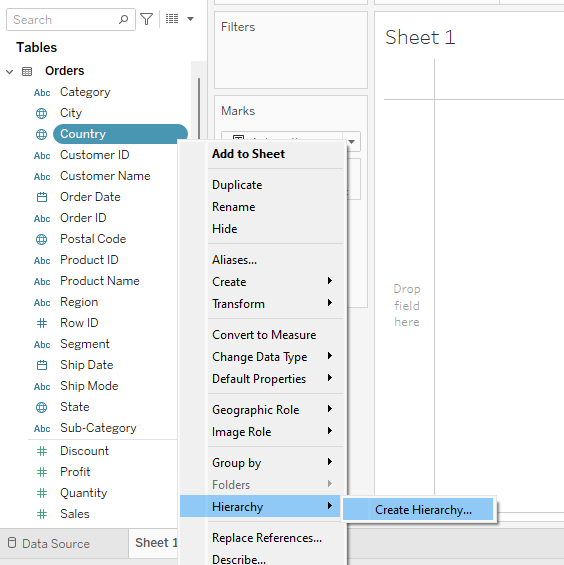 Search
Tables
Orders
Abc Category
City
Country
Abc Customer ID
Abc Customer Name
Order Date
Abc Order ID
Postal Code
Abc Product ID
Abc Product Name
Abc Region
# Row ID
Abc Segment
Ship Date
Abc Ship Mode
State
Abc Sub-Category
# Discount
# Profit
# Quantity
# Sales
Data Source
Sheet 1
Filters
Marks
Add to Sheet
Duplicate
Rename
Hide
Aliases...
Create
Transform
Convert to Measure
Change Data Type
Default Properties
Geographic Role
Image Role
Group by
Folders
Hierarchy
Create Hierarchy...
Replace References...
Describe...
Sheet 1
Drop
field
here